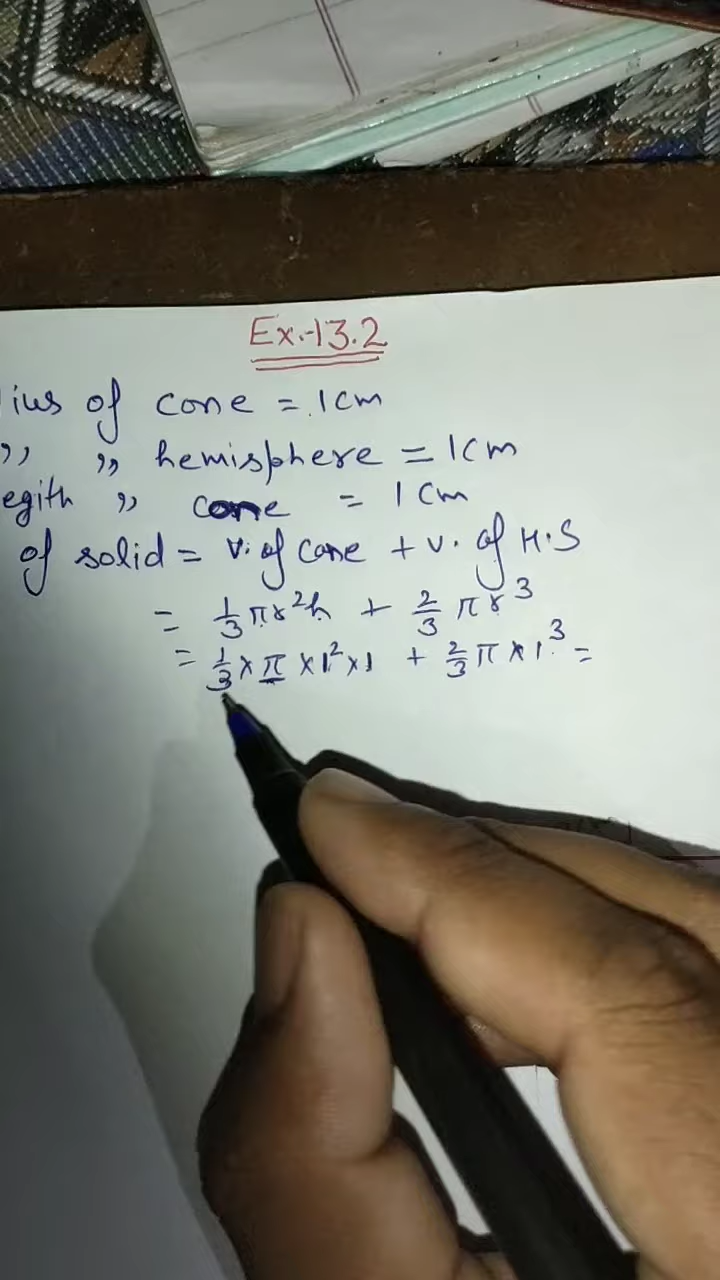 Ex.-13.2
ius of cone = 1cm
,, ,, hemisphere = 1cm
egith ,, cone = 1 Cm
of solid = V. of cone + V. of H.S
= 1/3 πr²h + 2/3 πr³
= 1/3 × π × 1² × 1 + 2/3 π × 1³ =